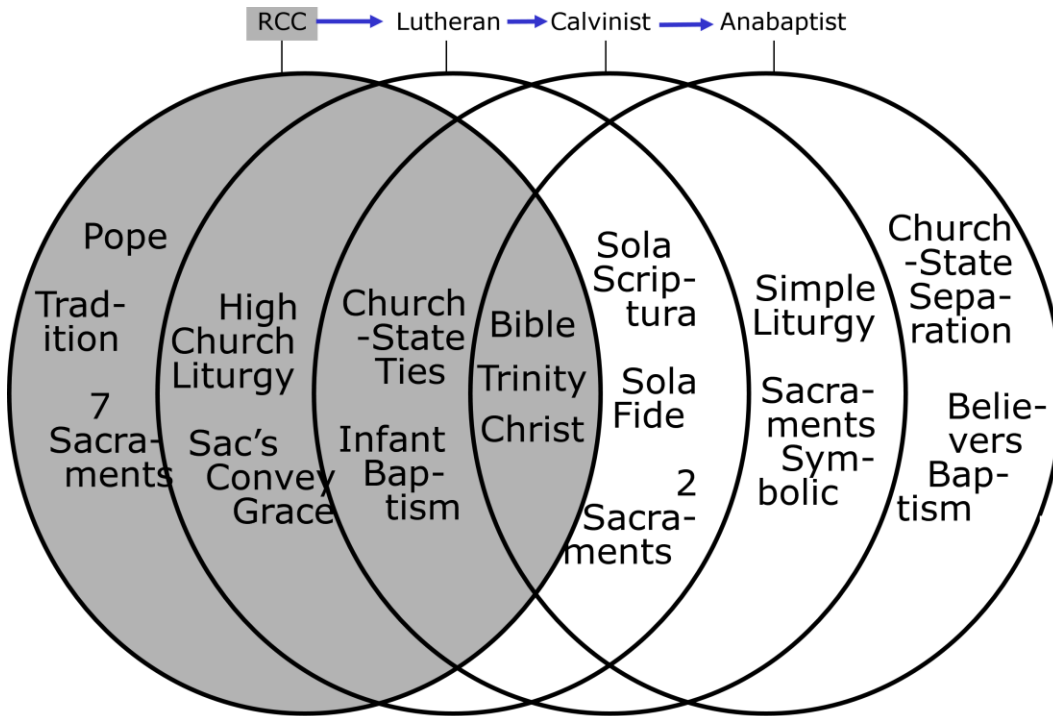 RCC
Lutheran
Calvinist
Anabaptist
Pope
Trad-
ition
7
Sacra-
ments
High
Church
Liturgy
Sac's
Convey
Grace
Church
-State
Ties
Infant
Bap-
tism
Bible
Trinity
Christ
Sola
Scrip-
tura
Sola
Fide
2
Sacra-
ments
Simple
Liturgy
Sacra-
ments
Sym-
bolic
Church
-State
Sepa-
ration
Belie-
vers
Bap-
tism